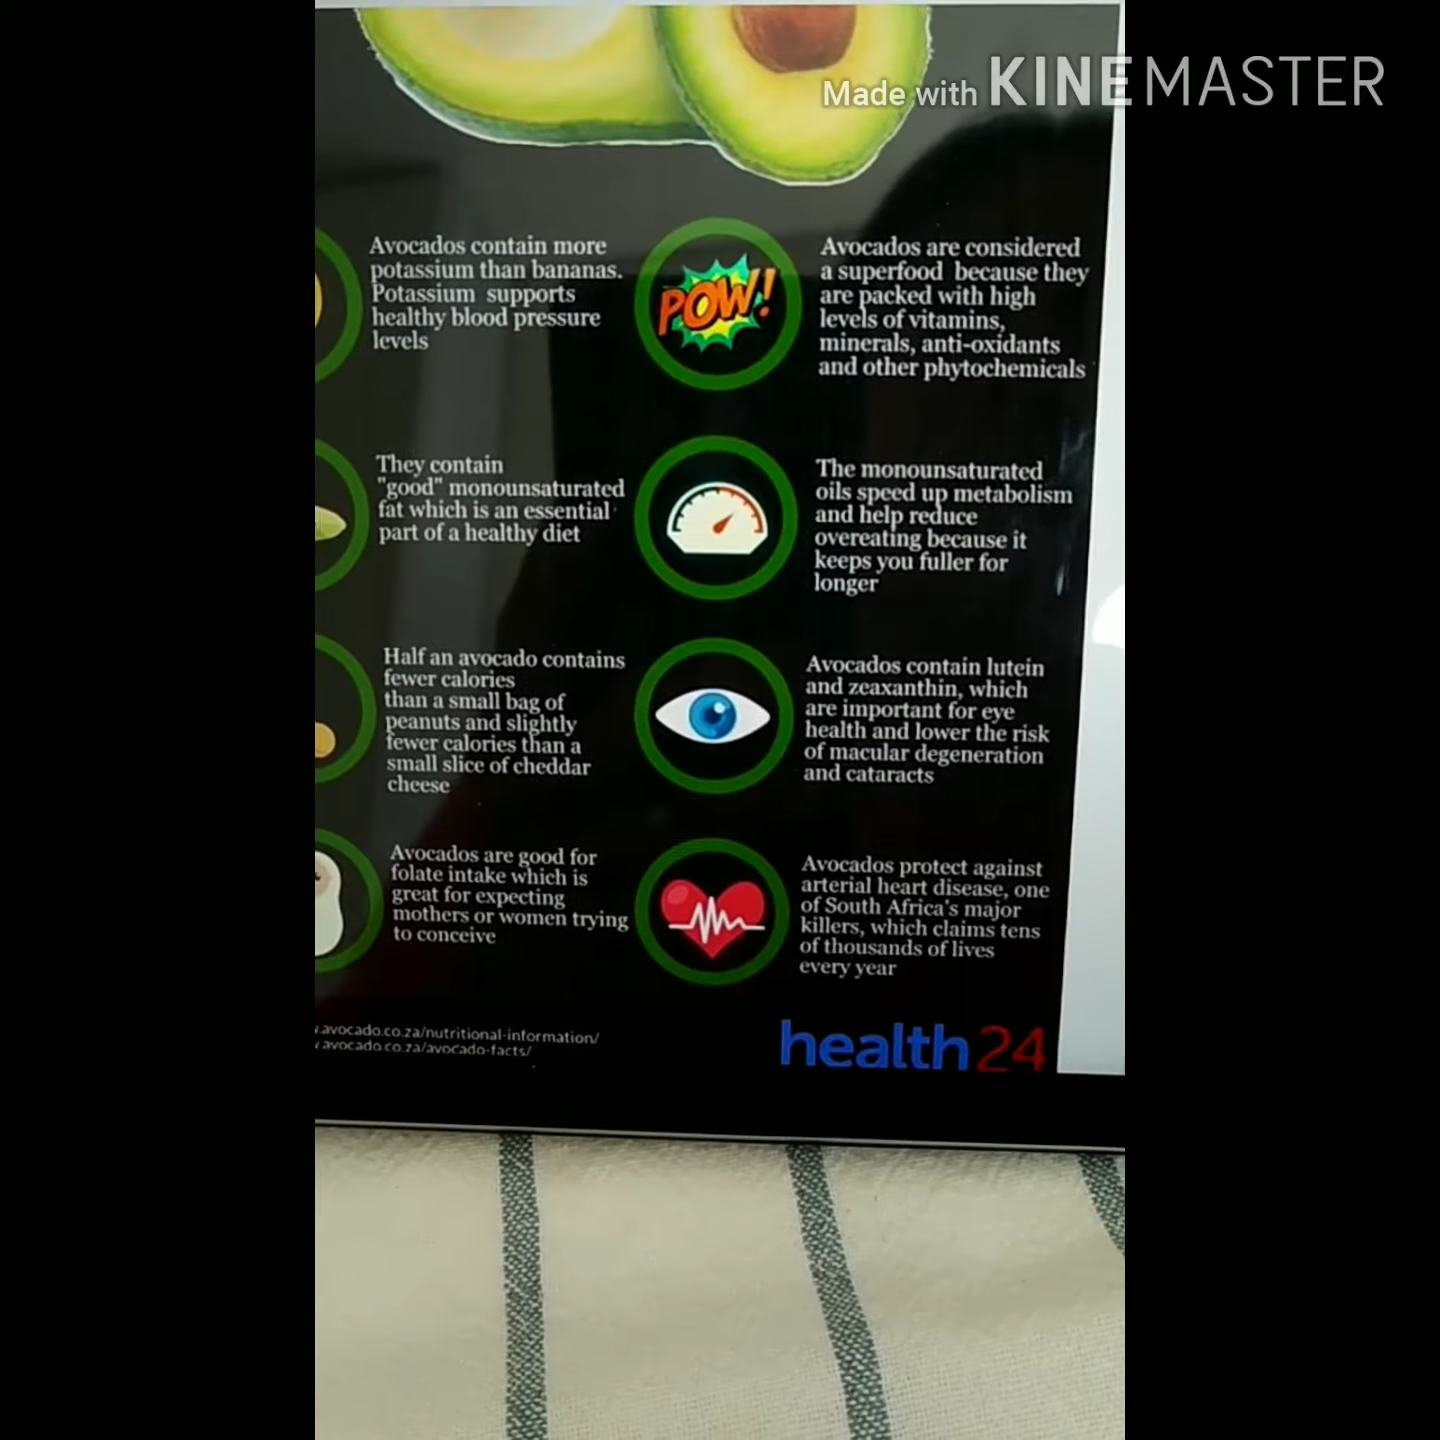 Made with KINEMASTER
Avocados contain more
potassium than bananas.
Potassium supports
healthy blood pressure
levels
POW!
Avocados are considered
a superfood because they
are packed with high
levels of vitamins,
minerals, anti-oxidants
and other phytochemicals
They contain
"good" monounsaturated
fat which is an essential
part of a healthy diet
The monounsaturated
oils speed up metabolism
and help reduce
overeating because it
keeps you fuller for
longer
Half an avocado contains
fewer calories
than a small bag of
peanuts and slightly
fewer calories than a
small slice of cheddar
cheese
Avocados contain lutein
and zeaxanthin, which
are important for eye
health and lower the risk
of macular degeneration
and cataracts
Avocados are good for
folate intake which is
great for expecting
mothers or women trying
to conceive
Avocados protect against
arterial heart disease, one
of South Africa's major
killers, which claims tens
of thousands of lives
every year
.avocado.co.za/nutritional-information/
.avocado.co.za/avocado-facts/
health24